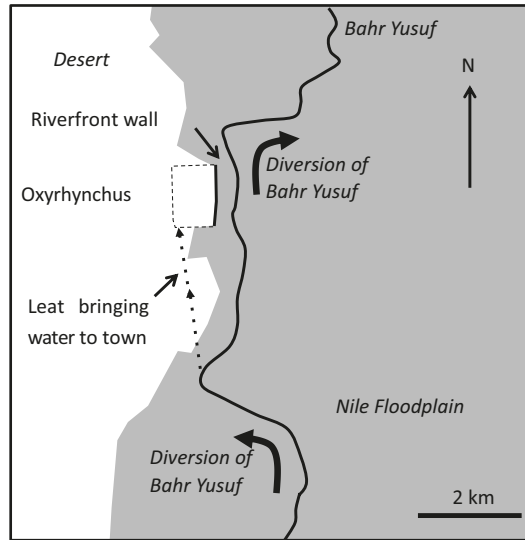 Bahr Yusuf
Desert
N
Riverfront wall
Diversion of
Bahr Yusuf
Oxyrhynchus
Leat bringing
water to town
Nile Floodplain
Diversion of
Bahr Yusuf
2 km